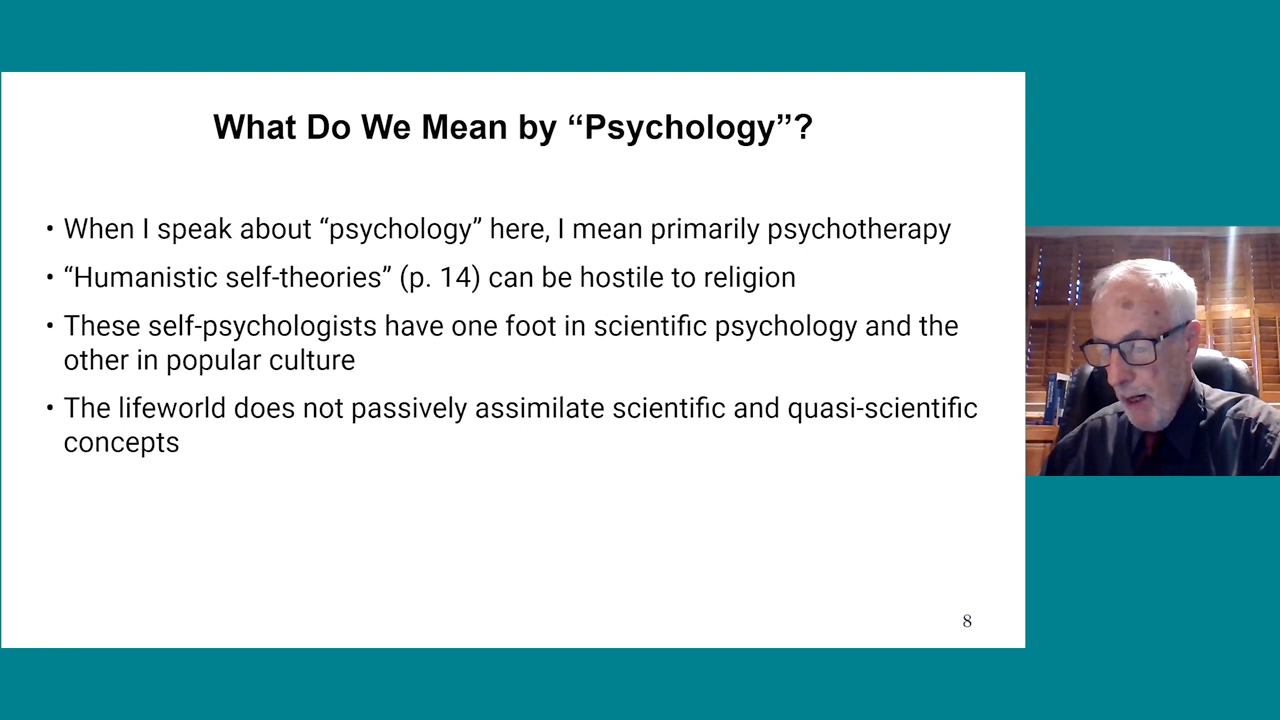 What Do We Mean by “Psychology”?
• When I speak about “psychology” here, I mean primarily psychotherapy
• “Humanistic self-theories” (p. 14) can be hostile to religion
• These self-psychologists have one foot in scientific psychology and the
other in popular culture
• The lifeworld does not passively assimilate scientific and quasi-scientific
concepts
8